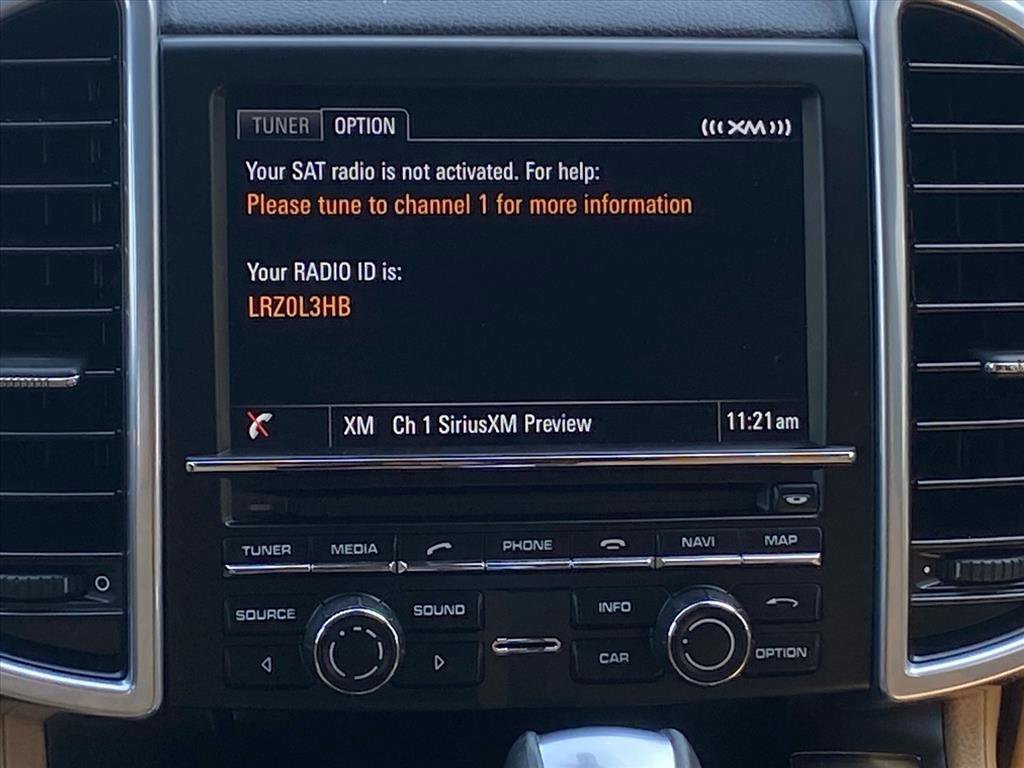 TUNER OPTION (((XM)))
Your SAT radio is not activated. For help:
Please tune to channel 1 for more information
Your RADIO ID is:
LRZ0L3HB
XM Ch 1 SiriusXM Preview 11:21am
TUNER MEDIA PHONE NAVI MAP
SOURCE SOUND INFO
CAR OPTION